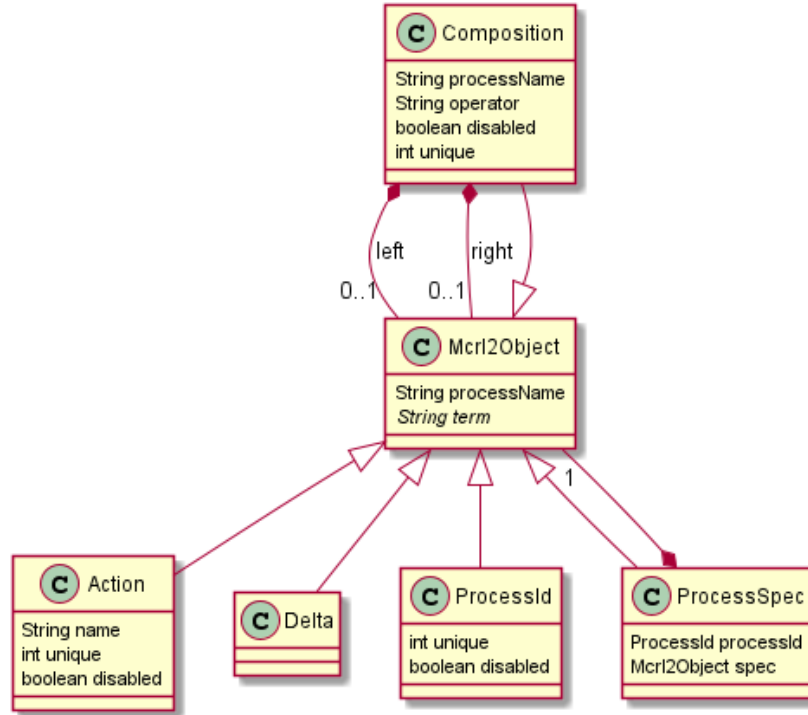 C Composition
String processName
String operator
boolean disabled
int unique
left
right
0..1
0..1
C Mcrl2Object
String processName
String term
1
C Action
String name
int unique
boolean disabled
C Delta
C ProcessId
int unique
boolean disabled
C ProcessSpec
ProcessId processId
Mcrl2Object spec